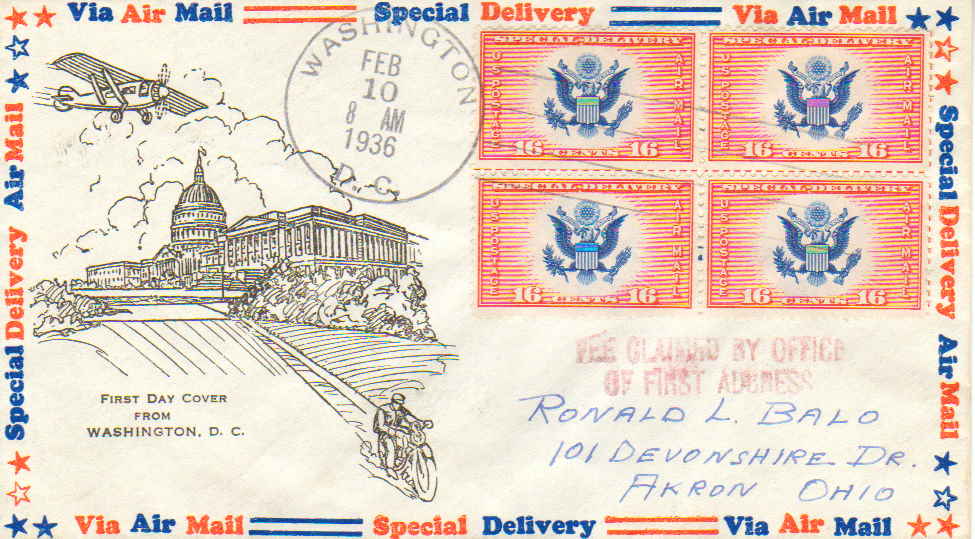 Via Air Mail Special Delivery Via Air Mail
Special Delivery Air Mail
WASHINGTON
FEB
10
8 AM
1936
D. C.
SPECIAL DELIVERY
U.S. POSTAGE
AIR MAIL
16 CENTS 16
SPECIAL DELIVERY
U.S. POSTAGE
AIR MAIL
16 CENTS 16
SPECIAL DELIVERY
U.S. POSTAGE
AIR MAIL
16 CENTS 16
SPECIAL DELIVERY
U.S. POSTAGE
AIR MAIL
16 CENTS 16
Special Delivery Air Mail
FEE CLAIMED BY OFFICE
OF FIRST ADDRESS
RONALD L. BALO
101 DEVONSHIRE DR.
AKRON OHIO
FIRST DAY COVER
FROM
WASHINGTON, D. C.
Via Air Mail Special Delivery Via Air Mail